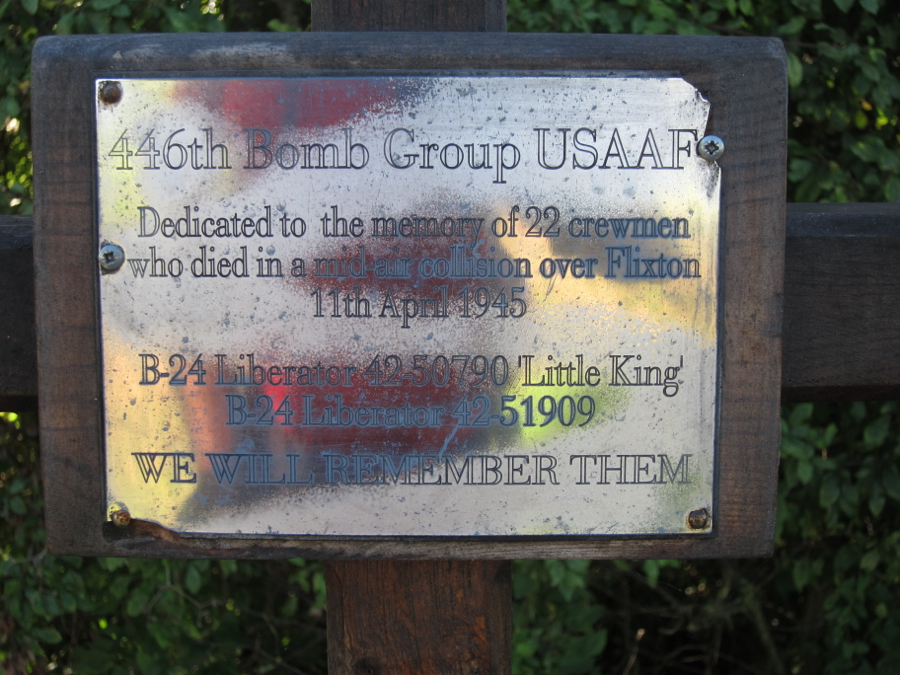 446th Bomb Group USAAF
Dedicated to the memory of 22 crewmen
who died in a mid-air collision over Flixton
11th April 1945
B-24 Liberator 42-50790 'Little King'
B-24 Liberator 42-51909
WE WILL REMEMBER THEM